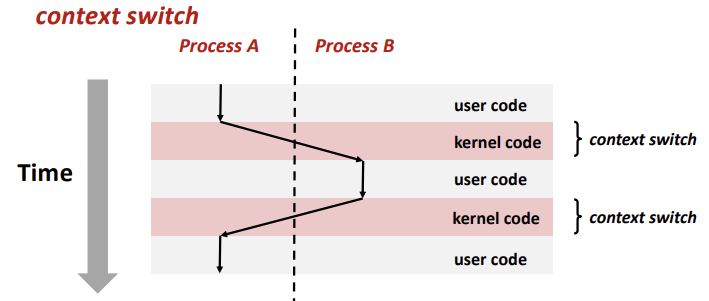 context switch
Process A
Process B
user code
kernel code
context switch
Time
user code
kernel code
context switch
user code